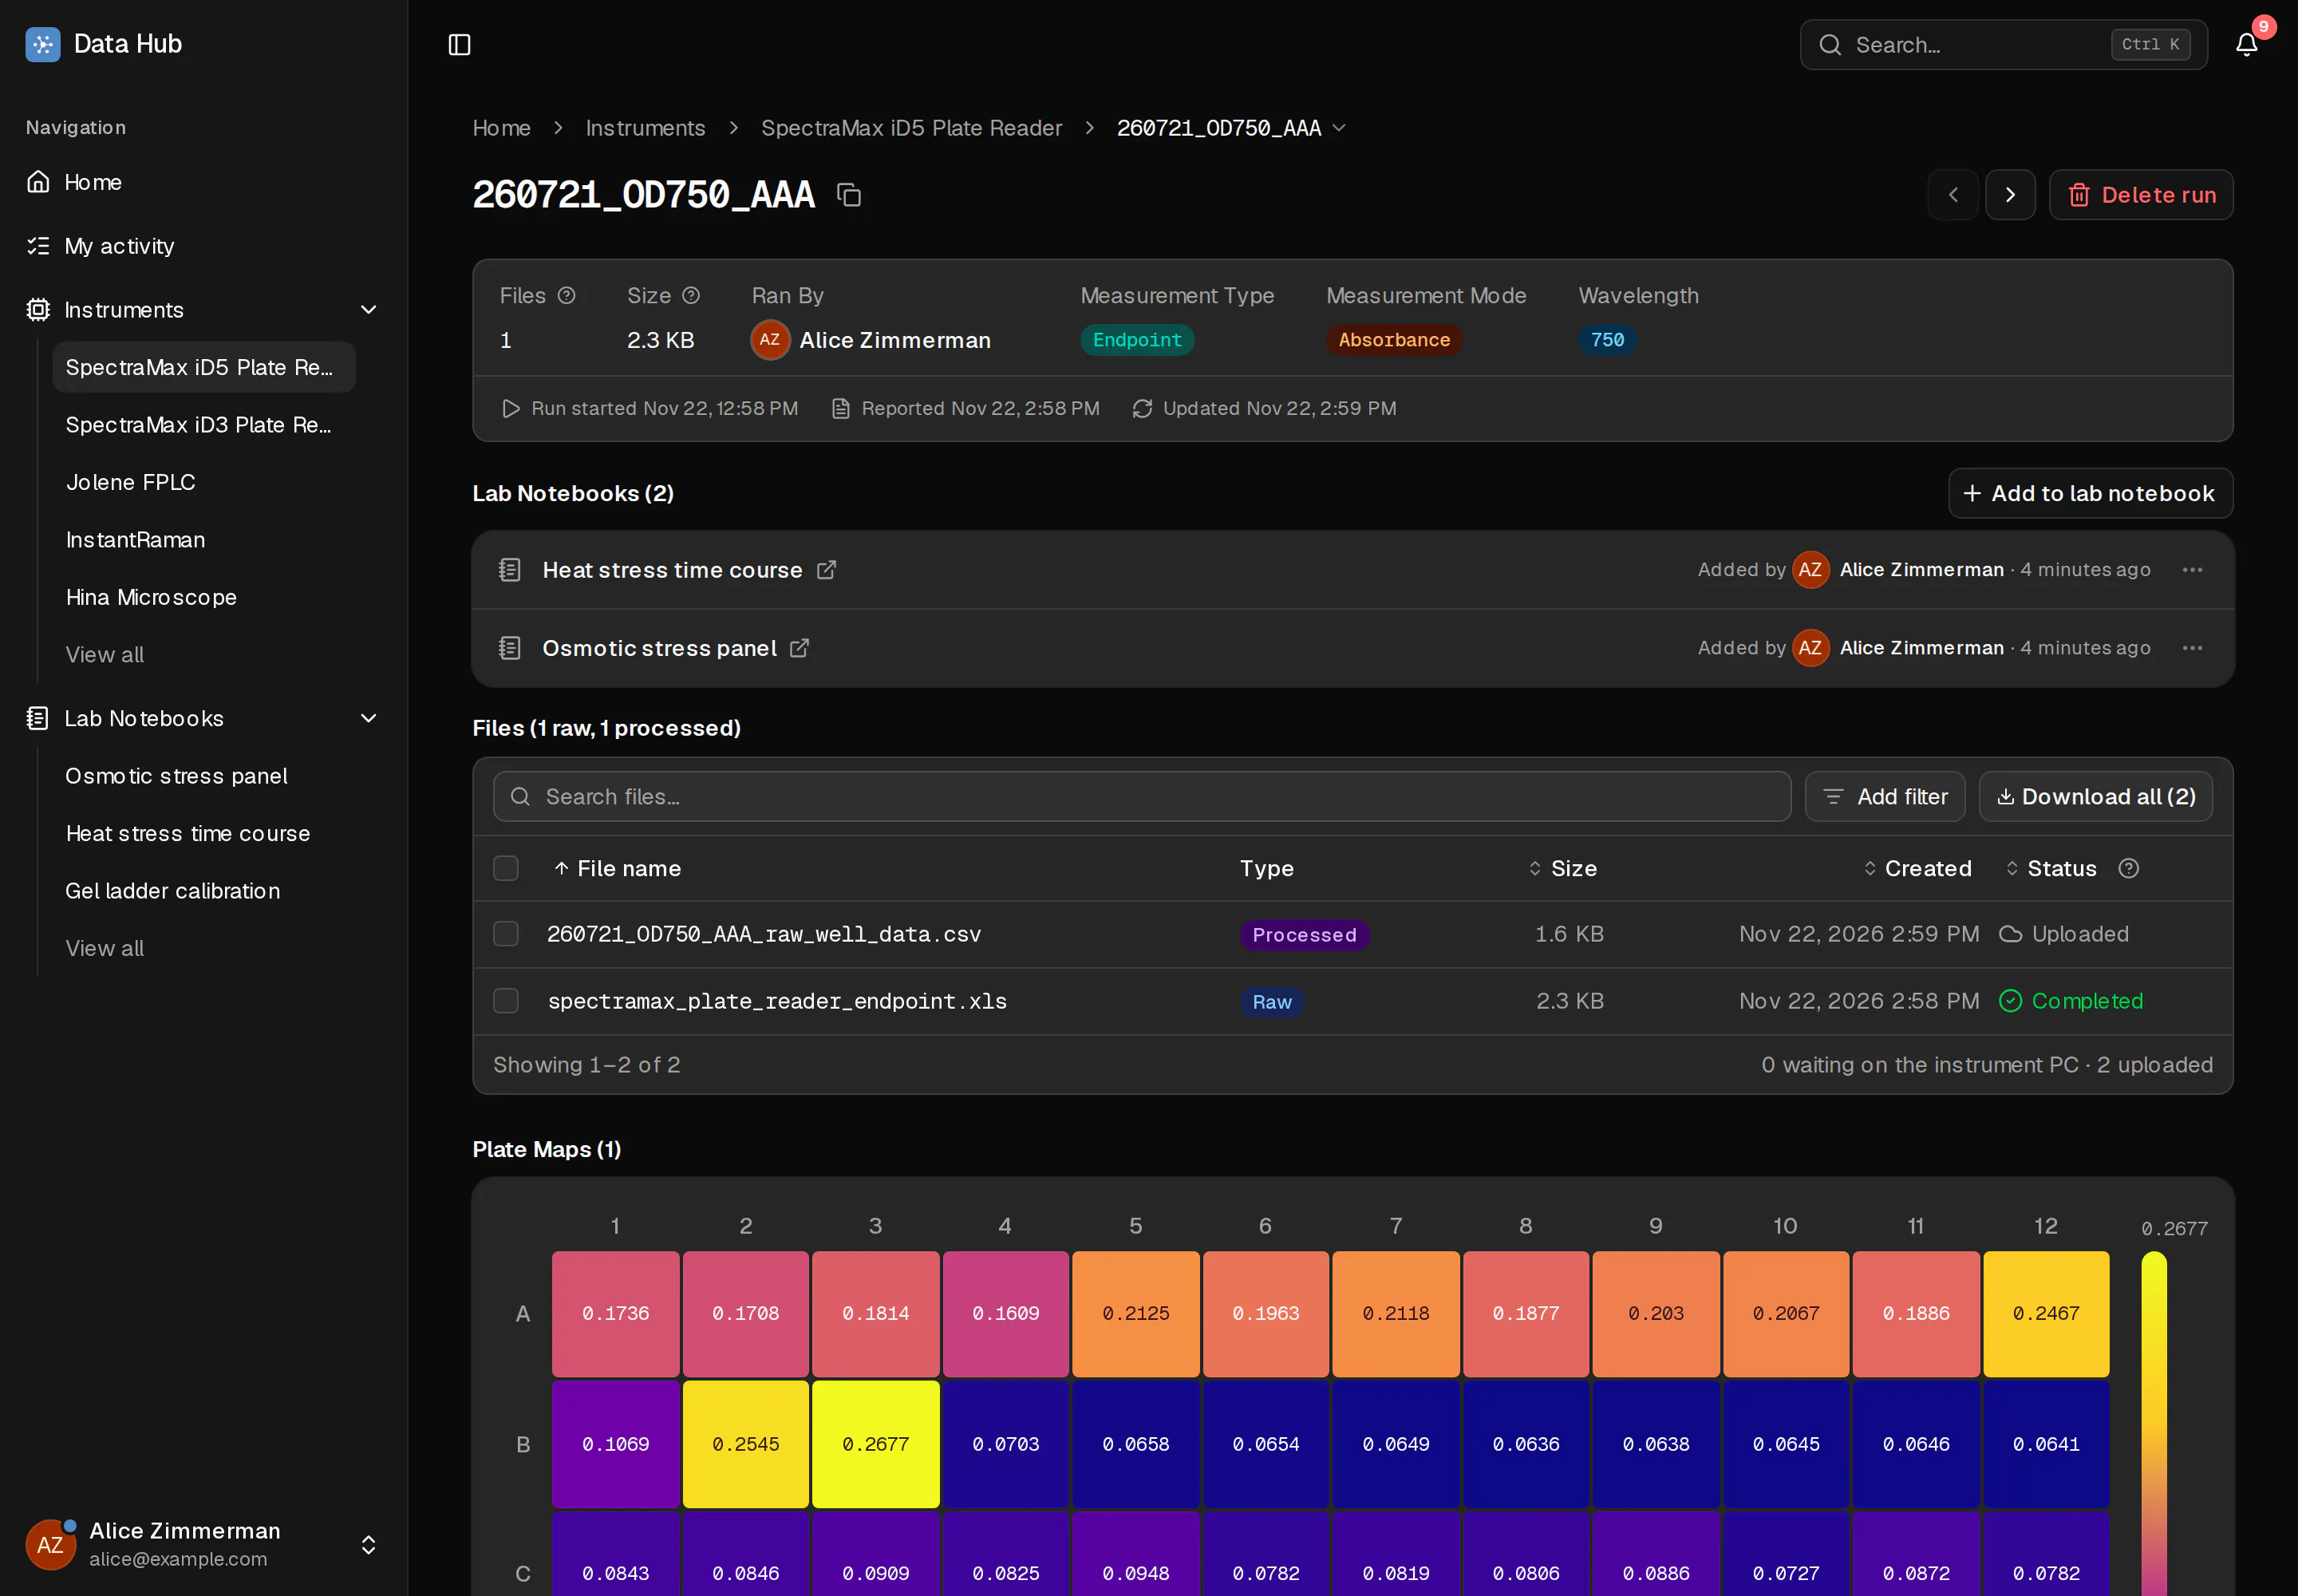 Data Hub
Search...
Ctrl K
9
Navigation
Home
My activity
Instruments
SpectraMax iD5 Plate Re...
SpectraMax iD3 Plate Re...
Jolene FPLC
InstantRaman
Hina Microscope
View all
Lab Notebooks
Osmotic stress panel
Heat stress time course
Gel ladder calibration
View all
AZ
Alice Zimmerman
alice@example.com
Home > Instruments > SpectraMax iD5 Plate Reader > 260721_OD750_AAA
260721_OD750_AAA
Delete run
Files Size Ran By Measurement Type Measurement Mode Wavelength
1 2.3 KB AZ Alice Zimmerman Endpoint Absorbance 750
Run started Nov 22, 12:58 PM Reported Nov 22, 2:58 PM Updated Nov 22, 2:59 PM
Lab Notebooks (2)
+ Add to lab notebook
Heat stress time course Added by AZ Alice Zimmerman · 4 minutes ago
Osmotic stress panel Added by AZ Alice Zimmerman · 4 minutes ago
Files (1 raw, 1 processed)
Search files... Add filter Download all (2)
File name Type Size Created Status
260721_OD750_AAA_raw_well_data.csv Processed 1.6 KB Nov 22, 2026 2:59 PM Uploaded
spectramax_plate_reader_endpoint.xls Raw 2.3 KB Nov 22, 2026 2:58 PM Completed
Showing 1–2 of 2 0 waiting on the instrument PC · 2 uploaded
Plate Maps (1)
1 2 3 4 5 6 7 8 9 10 11 12 0.2677
A 0.1736 0.1708 0.1814 0.1609 0.2125 0.1963 0.2118 0.1877 0.203 0.2067 0.1886 0.2467
B 0.1069 0.2545 0.2677 0.0703 0.0658 0.0654 0.0649 0.0636 0.0638 0.0645 0.0646 0.0641
C 0.0843 0.0846 0.0909 0.0825 0.0948 0.0782 0.0819 0.0806 0.0886 0.0727 0.0872 0.0782